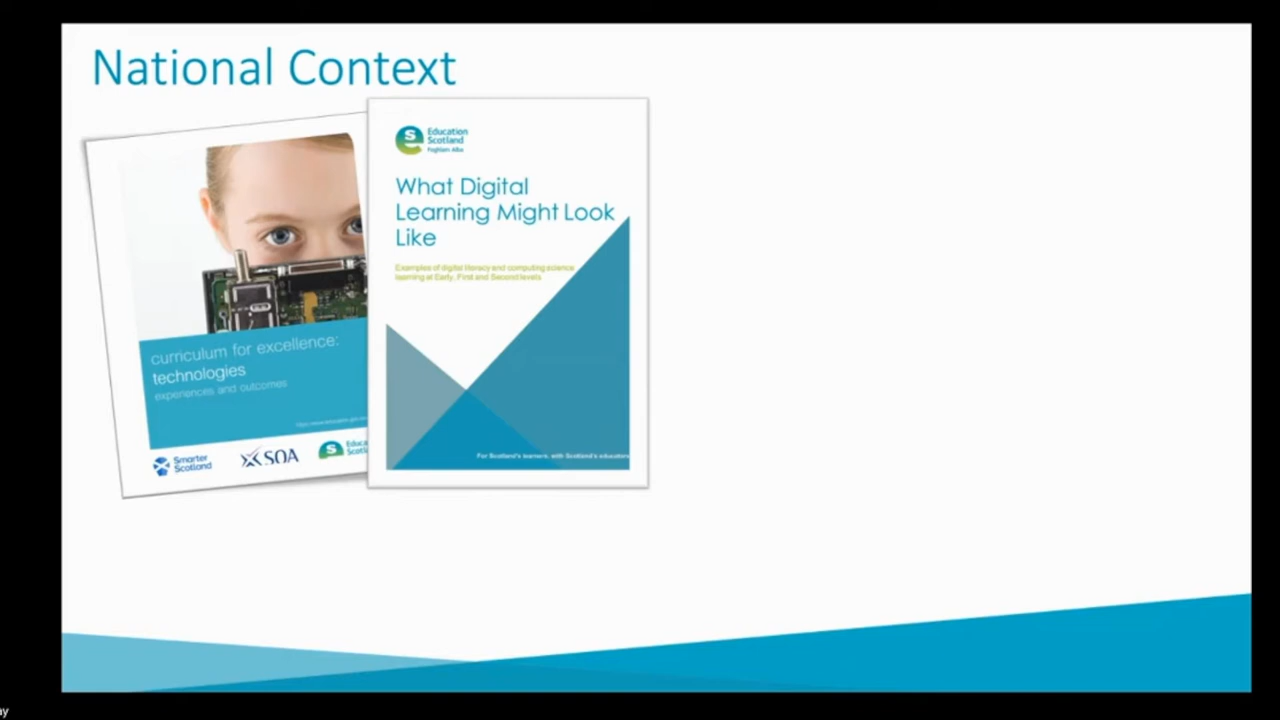 National Context
Education
Scotland
Foghlam Alba
What Digital
Learning Might Look
Like
Examples of digital literacy and computing science
learning at Early, First and Second levels
For Scotland's learners, with Scotland's educators
curriculum for excellence:
technologies
experiences and outcomes
Smarter
Scotland
SQA